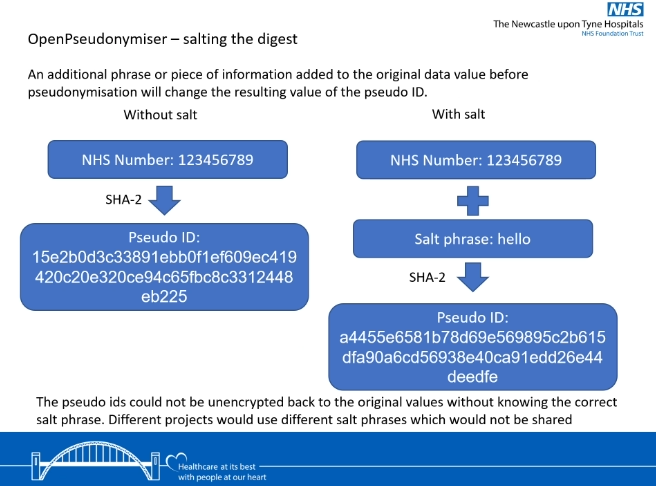 NHS
The Newcastle upon Tyne Hospitals
NHS Foundation Trust
OpenPseudonymiser – salting the digest
An additional phrase or piece of information added to the original data value before
pseudonymisation will change the resulting value of the pseudo ID.
Without salt
NHS Number: 123456789
SHA-2
Pseudo ID:
15e2b0d3c33891ebb0f1ef609ec419
420c20e320ce94c65fbc8c3312448
eb225
With salt
NHS Number: 123456789
Salt phrase: hello
SHA-2
Pseudo ID:
a4455e6581b78d69e569895c2b615
dfa90a6cd56938e40ca91edd26e44
deedfe
The pseudo ids could not be unencrypted back to the original values without knowing the correct
salt phrase. Different projects would use different salt phrases which would not be shared
Healthcare at its best
with people at our heart